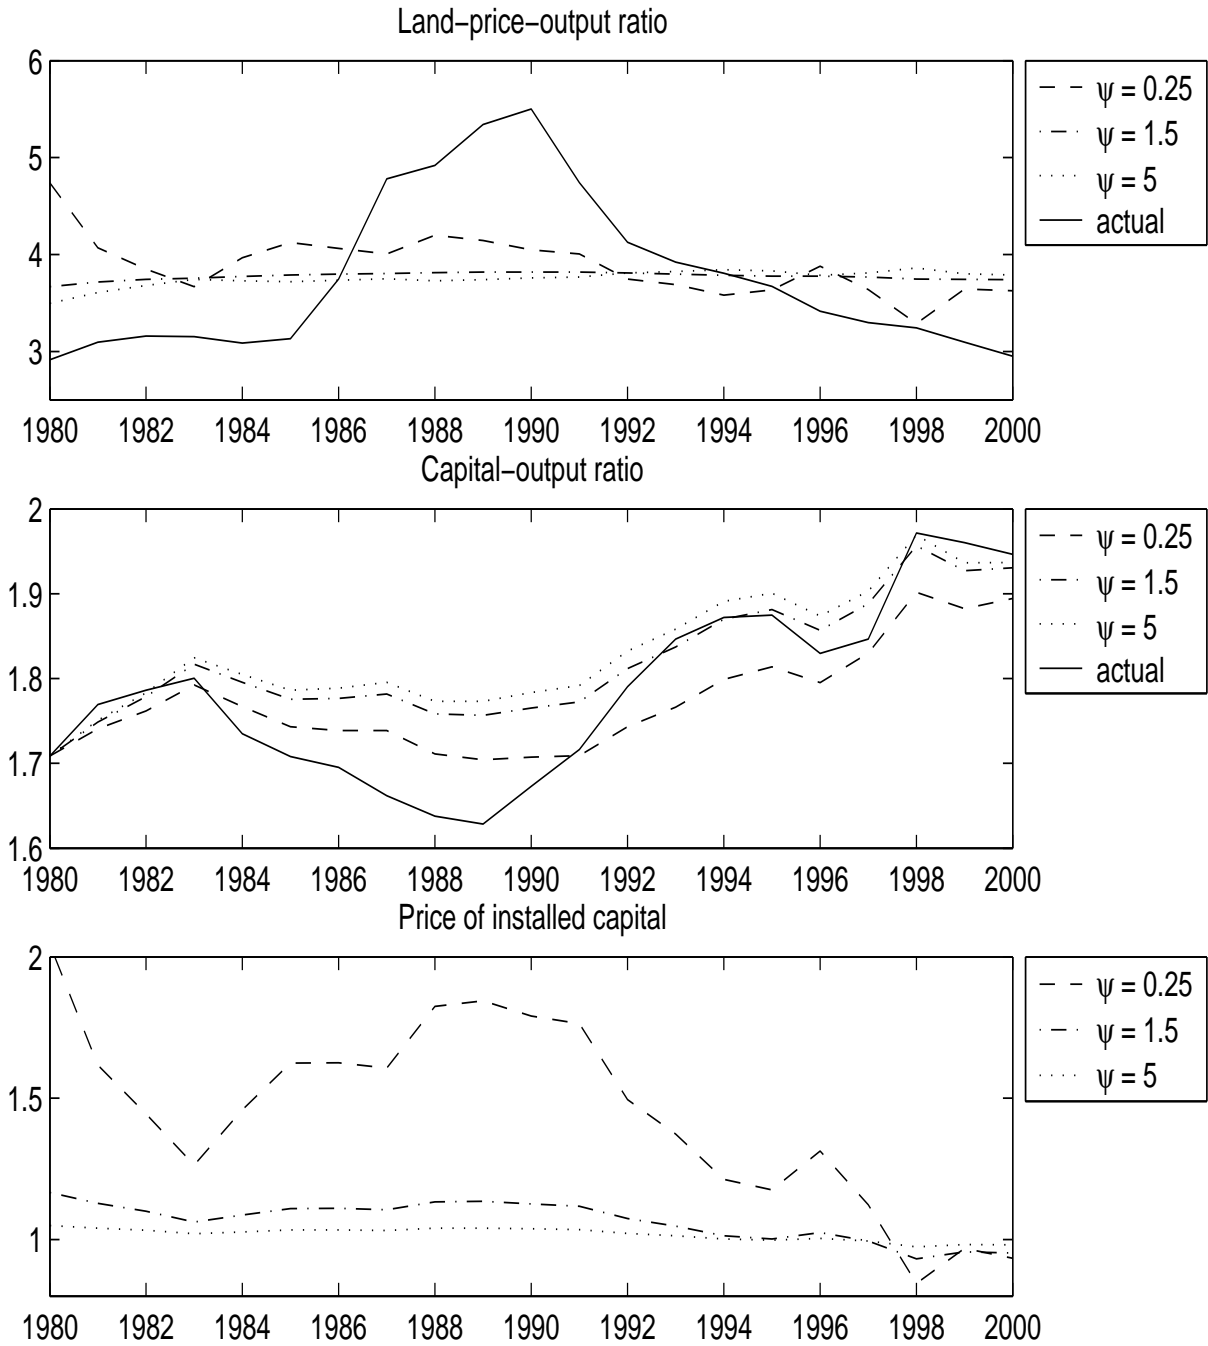 Land−price−output ratio
6
5
4
3
1980 1982 1984 1986 1988 1990 1992 1994 1996 1998 2000
ψ = 0.25
ψ = 1.5
ψ = 5
actual
Capital−output ratio
2
1.9
1.8
1.7
1.6
1980 1982 1984 1986 1988 1990 1992 1994 1996 1998 2000
ψ = 0.25
ψ = 1.5
ψ = 5
actual
Price of installed capital
2
1.5
1
1980 1982 1984 1986 1988 1990 1992 1994 1996 1998 2000
ψ = 0.25
ψ = 1.5
ψ = 5